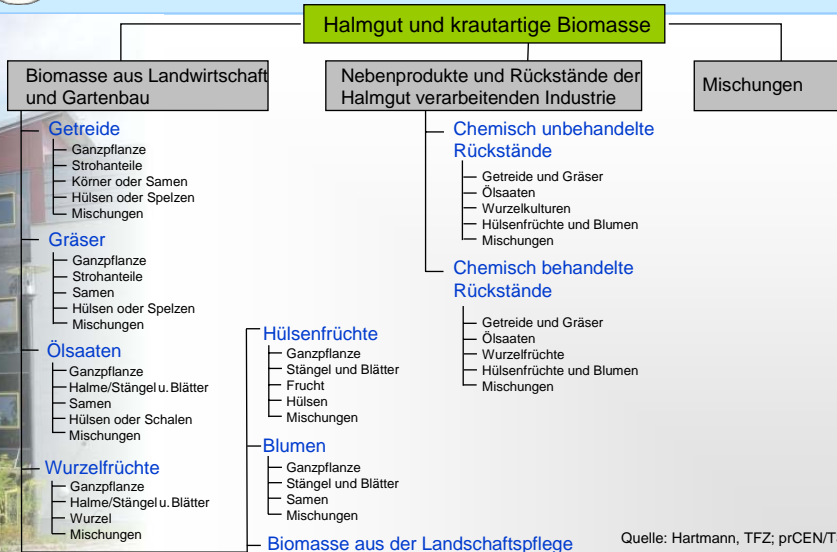 Halmgut und krautartige Biomasse
Biomasse aus Landwirtschaft
und Gartenbau
Getreide
Ganzpflanze
Strohanteile
Körner oder Samen
Hülsen oder Spelzen
Mischungen
Gräser
Ganzpflanze
Strohanteile
Samen
Hülsen oder Spelzen
Mischungen
Ölsaaten
Ganzpflanze
Halme/Stängel u. Blätter
Samen
Hülsen oder Schalen
Mischungen
Wurzelfrüchte
Ganzpflanze
Halme/Stängel u. Blätter
Wurzel
Mischungen
Hülsenfrüchte
Ganzpflanze
Stängel und Blätter
Frucht
Hülsen
Mischungen
Blumen
Ganzpflanze
Stängel und Blätter
Samen
Mischungen
Biomasse aus der Landschaftspflege
Nebenprodukte und Rückstände der
Halmgut verarbeitenden Industrie
Chemisch unbehandelte
Rückstände
Getreide und Gräser
Ölsaaten
Wurzelkulturen
Hülsenfrüchte und Blumen
Mischungen
Chemisch behandelte
Rückstände
Getreide und Gräser
Ölsaaten
Wurzelfrüchte
Hülsenfrüchte und Blumen
Mischungen
Mischungen
Quelle: Hartmann, TFZ; prCEN/T